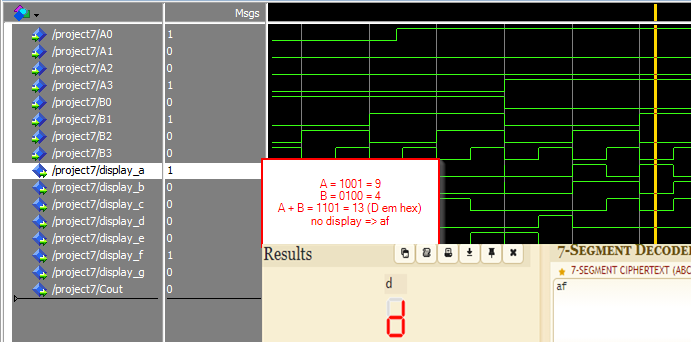 Msgs
/project7/A0 1
/project7/A1 0
/project7/A2 0
/project7/A3 1
/project7/B0 0
/project7/B1 1
/project7/B2 0
/project7/B3 0
/project7/display_a 1
/project7/display_b 0
/project7/display_c 0
/project7/display_d 0
/project7/display_e 0
/project7/display_f 1
/project7/display_g 0
/project7/Cout 0
A = 1001 = 9
B = 0100 = 4
A + B = 1101 = 13 (D em hex)
no display => af
Results
d
d
7-SEGMENT DECODE
★ 7-SEGMENT CIPHERTEXT (ABC
af